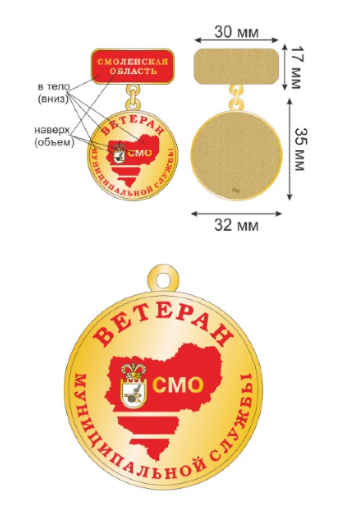 30 мм
СМОЛЕНСКАЯ
ОБЛАСТЬ
17 мм
в тело
(вниз)
наверх
(объем)
ВЕТЕРАН
СМО
МУНИЦИПАЛЬНОЙ СЛУЖБЫ
35 мм
32 мм
ВЕТЕРАН
СМО
МУНИЦИПАЛЬНОЙ СЛУЖБЫ